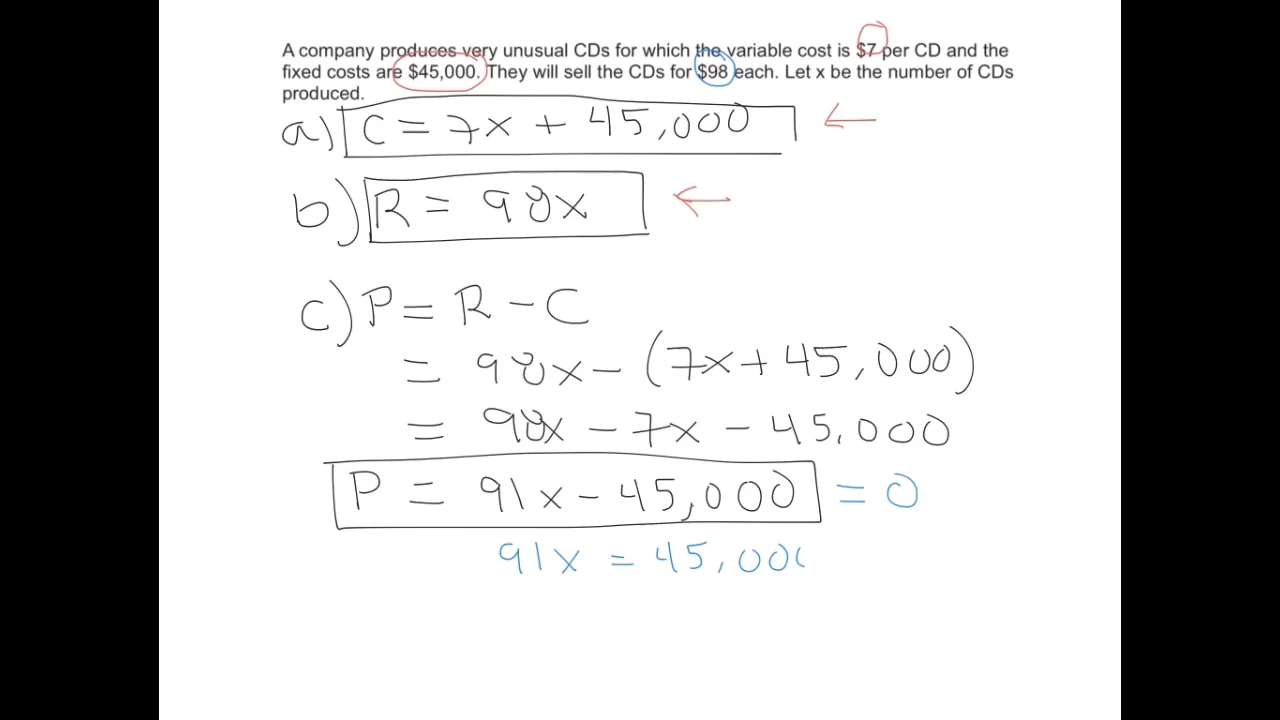 A company produces very unusual CDs for which the variable cost is $7 per CD and the
fixed costs are $45,000. They will sell the CDs for $98 each. Let x be the number of CDs
produced.
a) C = 7x + 45,000
b) R = 98x
c) P = R - C
= 98x - (7x + 45,000)
= 98x - 7x - 45,000
P = 91x - 45,000 = 0
91x = 45,000